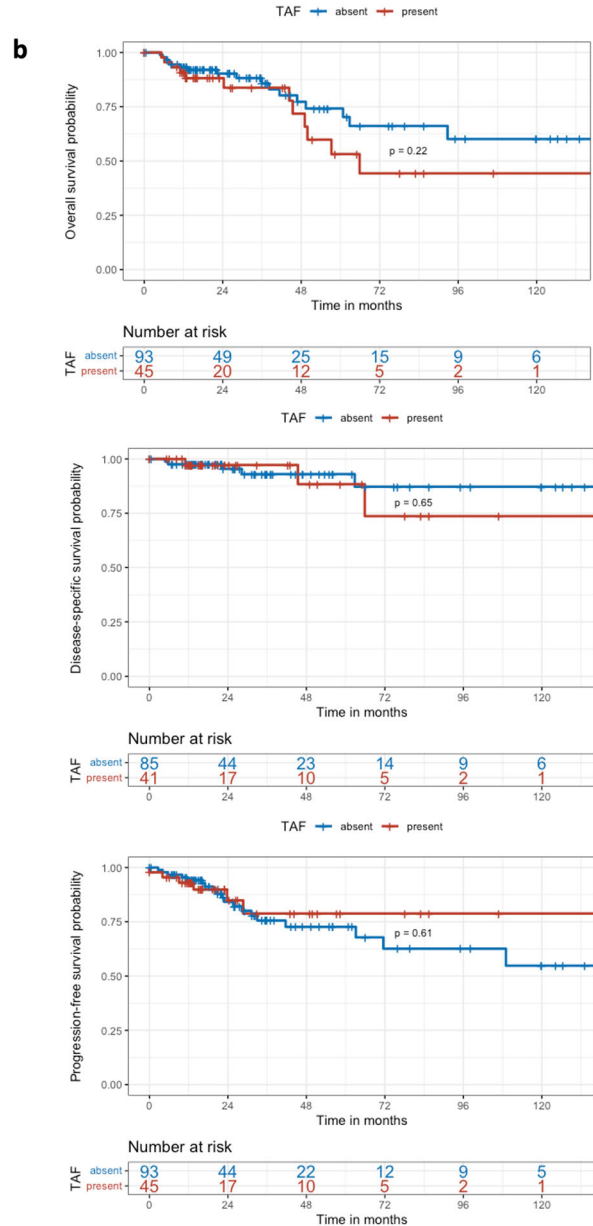 TAF absent present
b
1.00
0.75
0.50
0.25
0.00
Overall survival probability
p = 0.22
0 24 48 72 96 120
Time in months
Number at risk
TAF
absent 93 49 25 15 9 6
present 45 20 12 5 2 1
0 24 48 72 96 120
TAF absent present
1.00
0.75
0.50
0.25
0.00
Disease-specific survival probability
p = 0.65
0 24 48 72 96 120
Time in months
Number at risk
TAF
absent 85 44 23 14 9 6
present 41 17 10 5 2 1
0 24 48 72 96 120
TAF absent present
1.00
0.75
0.50
0.25
0.00
Progression-free survival probability
p = 0.61
0 24 48 72 96 120
Time in months
Number at risk
TAF
absent 93 44 22 12 9 5
present 45 17 10 5 2 1
0 24 48 72 96 120